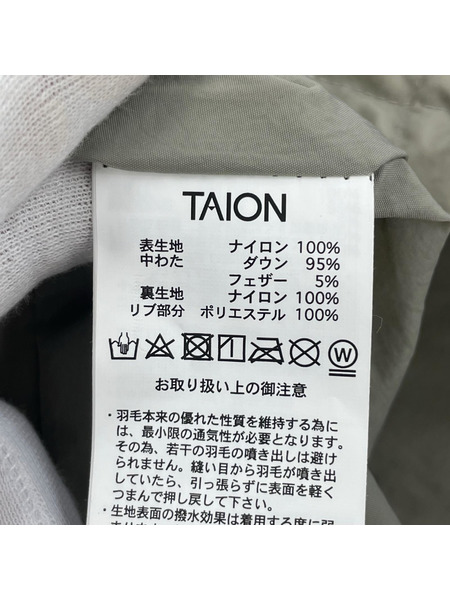 TAION
表生地 ナイロン 100%
中わた ダウン 95%
フェザー 5%
裏生地 ナイロン 100%
リブ部分 ポリエステル 100%
W
お取り扱い上の御注意
・羽毛本来の優れた性質を維持する為に
は、最小限の通気性が必要となります。
その為、若干の羽毛の噴き出しは避け
られません。縫い目から羽毛が噴き出
していたら、引っ張らずに表面を軽く
つまんで押し戻して下さい。
・生地表面の撥水効果は着用する度に弱